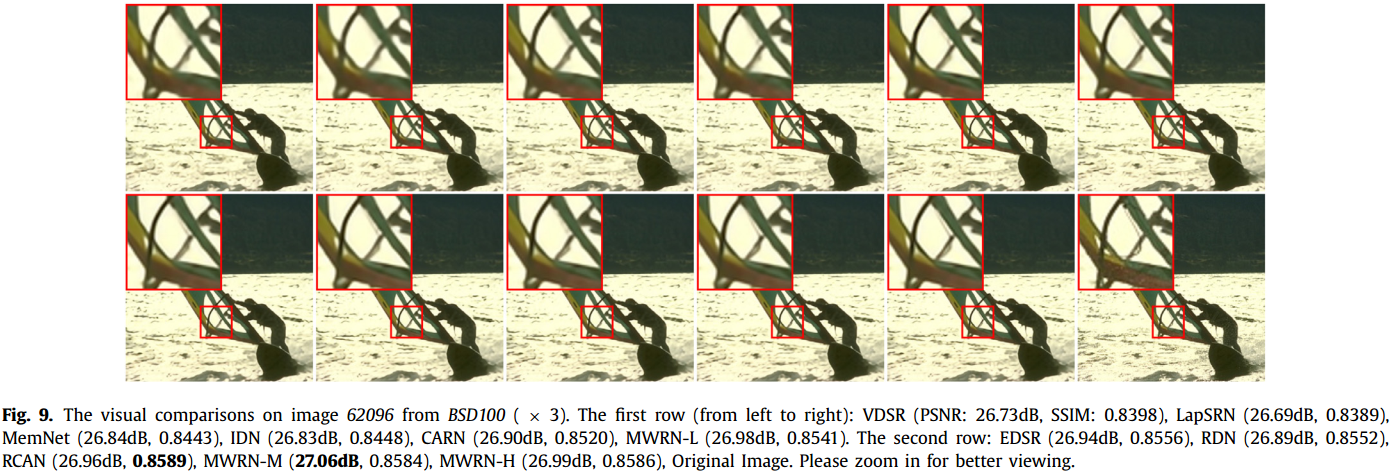 Fig. 9. The visual comparisons on image 62096 from BSD100 ( × 3). The first row (from left to right): VDSR (PSNR: 26.73dB, SSIM: 0.8398), LapSRN (26.69dB, 0.8389),
MemNet (26.84dB, 0.8443), IDN (26.83dB, 0.8448), CARN (26.90dB, 0.8520), MWRN-L (26.98dB, 0.8541). The second row: EDSR (26.94dB, 0.8556), RDN (26.89dB, 0.8552),
RCAN (26.96dB, 0.8589), MWRN-M (27.06dB, 0.8584), MWRN-H (26.99dB, 0.8586), Original Image. Please zoom in for better viewing.